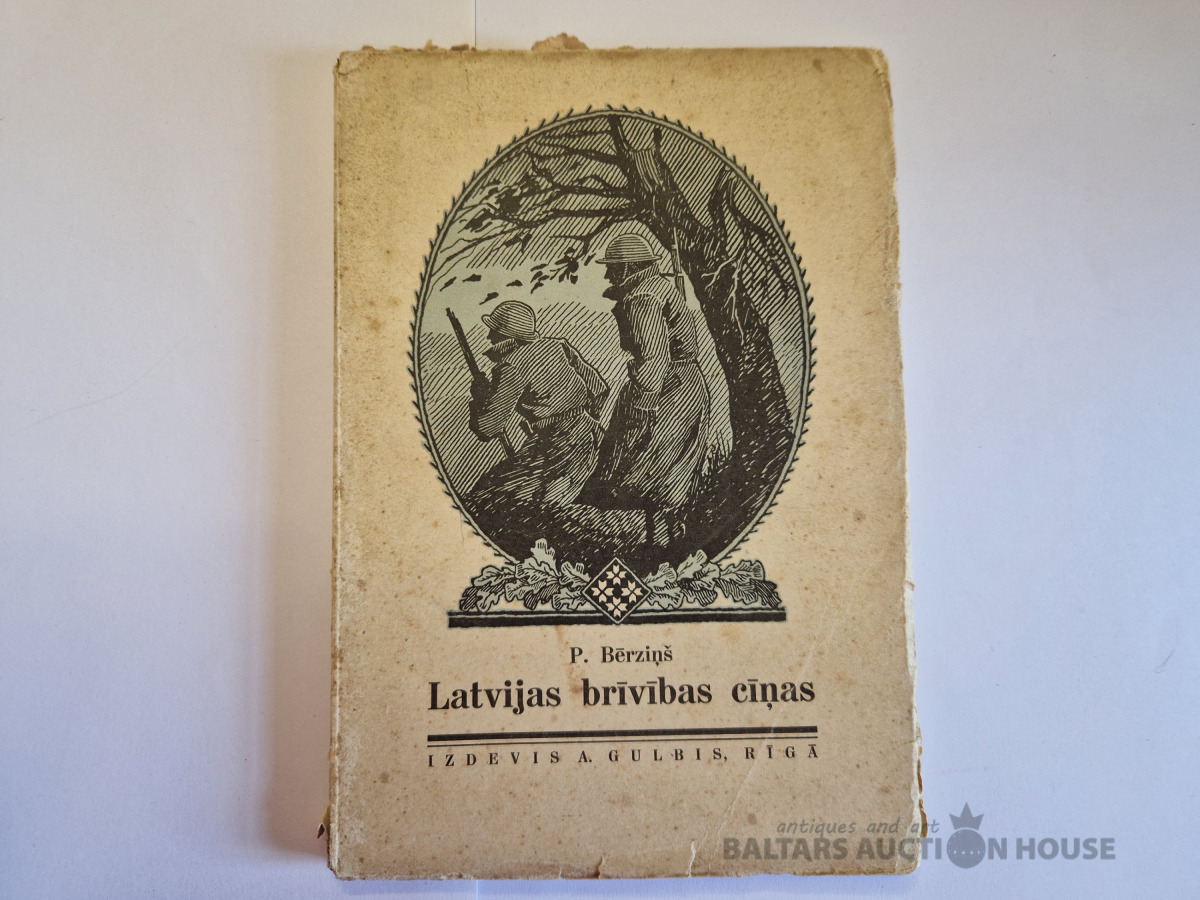 P. Bērziņš
Latvijas brīvības cīņas
IZDEVIS A. GULBIS, RĪGĀ
antiques and art
BALTARS AUCTION HOUSE